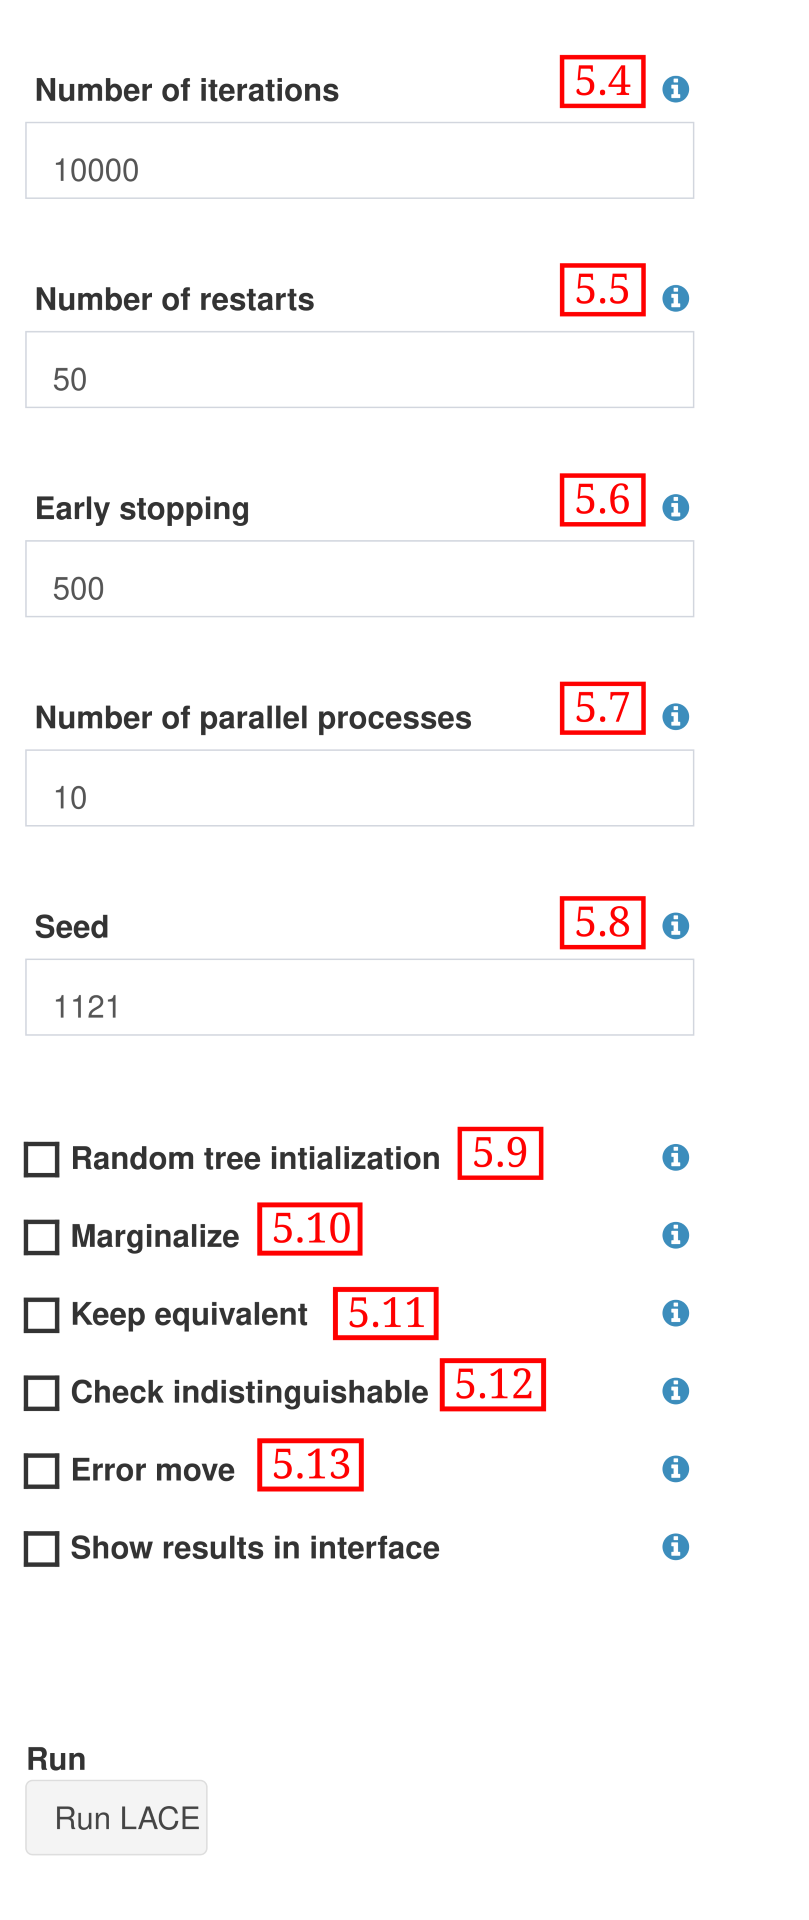 Number of iterations 5.4
10000
Number of restarts 5.5
50
Early stopping 5.6
500
Number of parallel processes 5.7
10
Seed 5.8
1121
Random tree intialization 5.9
Marginalize 5.10
Keep equivalent 5.11
Check indistinguishable 5.12
Error move 5.13
Show results in interface
Run
Run LACE